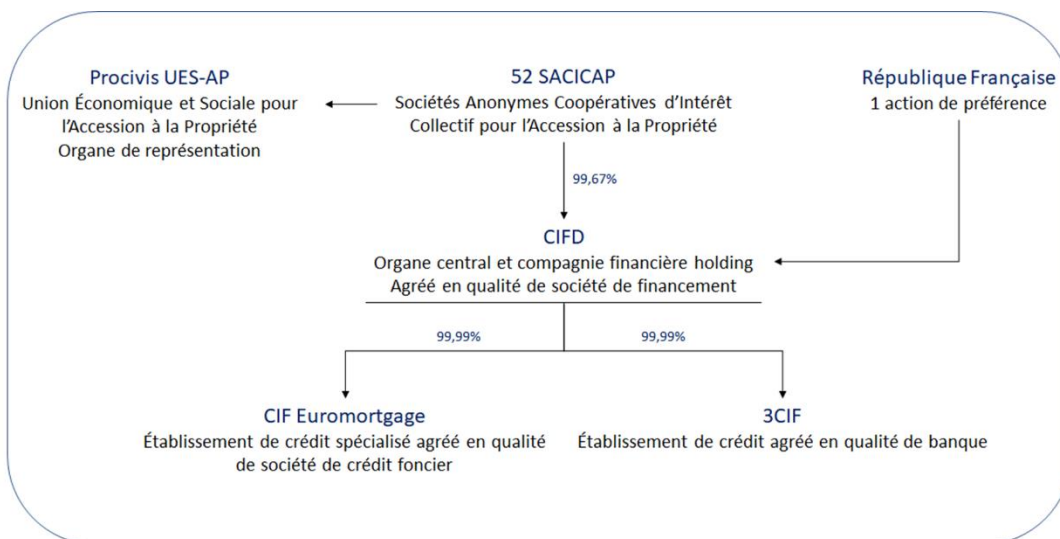 Procivis UES-AP
Union Économique et Sociale pour
l'Accession à la Propriété
Organe de représentation
52 SACICAP
Sociétés Anonymes Coopératives d'Intérêt
Collectif pour l'Accession à la Propriété
République Française
1 action de préférence
99,67%
CIFD
Organe central et compagnie financière holding
Agréé en qualité de société de financement
99,99%
99,99%
CIF Euromortgage
Établissement de crédit spécialisé agréé en qualité
de société de crédit foncier
3CIF
Établissement de crédit agréé en qualité de banque